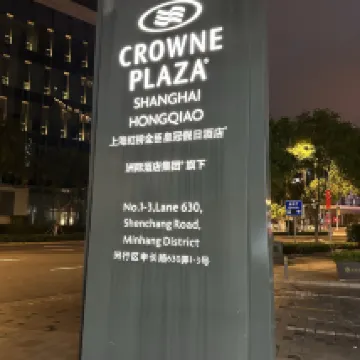 CROWNE
PLAZA®
SHANGHAI
HONGQIAO
上海虹桥金臣皇冠假日酒店
洲际酒店集团®旗下
No.1-3,Lane 630,
Shenchang Road,
Minhang District
闵行区申长路630弄1-3号